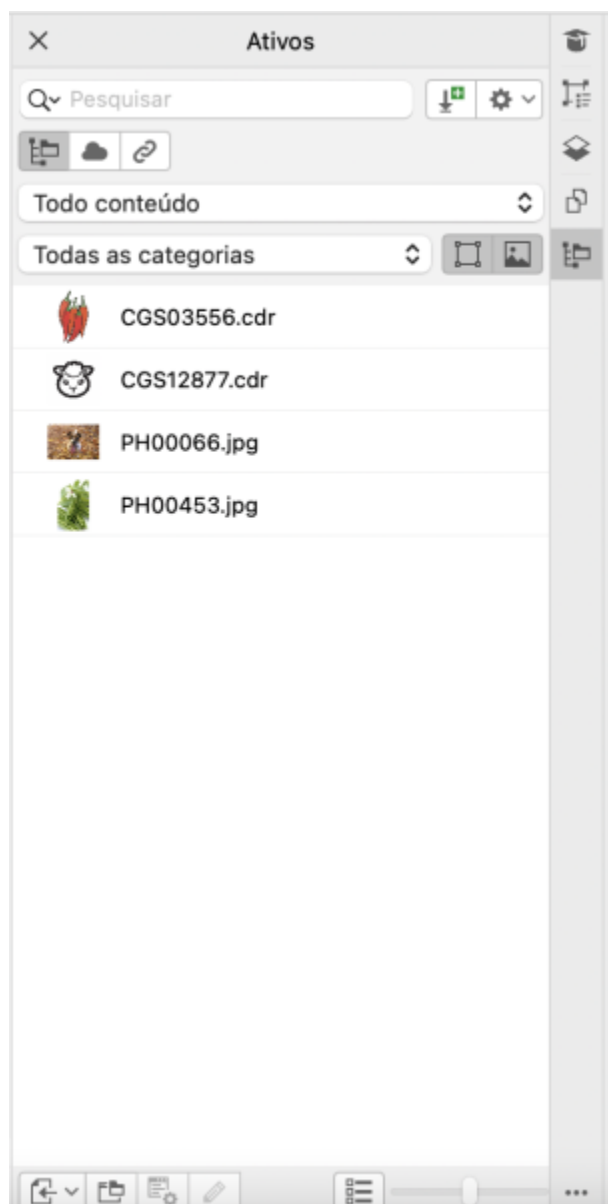 Ativos
Pesquisar
Todo conteúdo
Todas as categorias
CGS03556.cdr
CGS12877.cdr
PH00066.jpg
PH00453.jpg